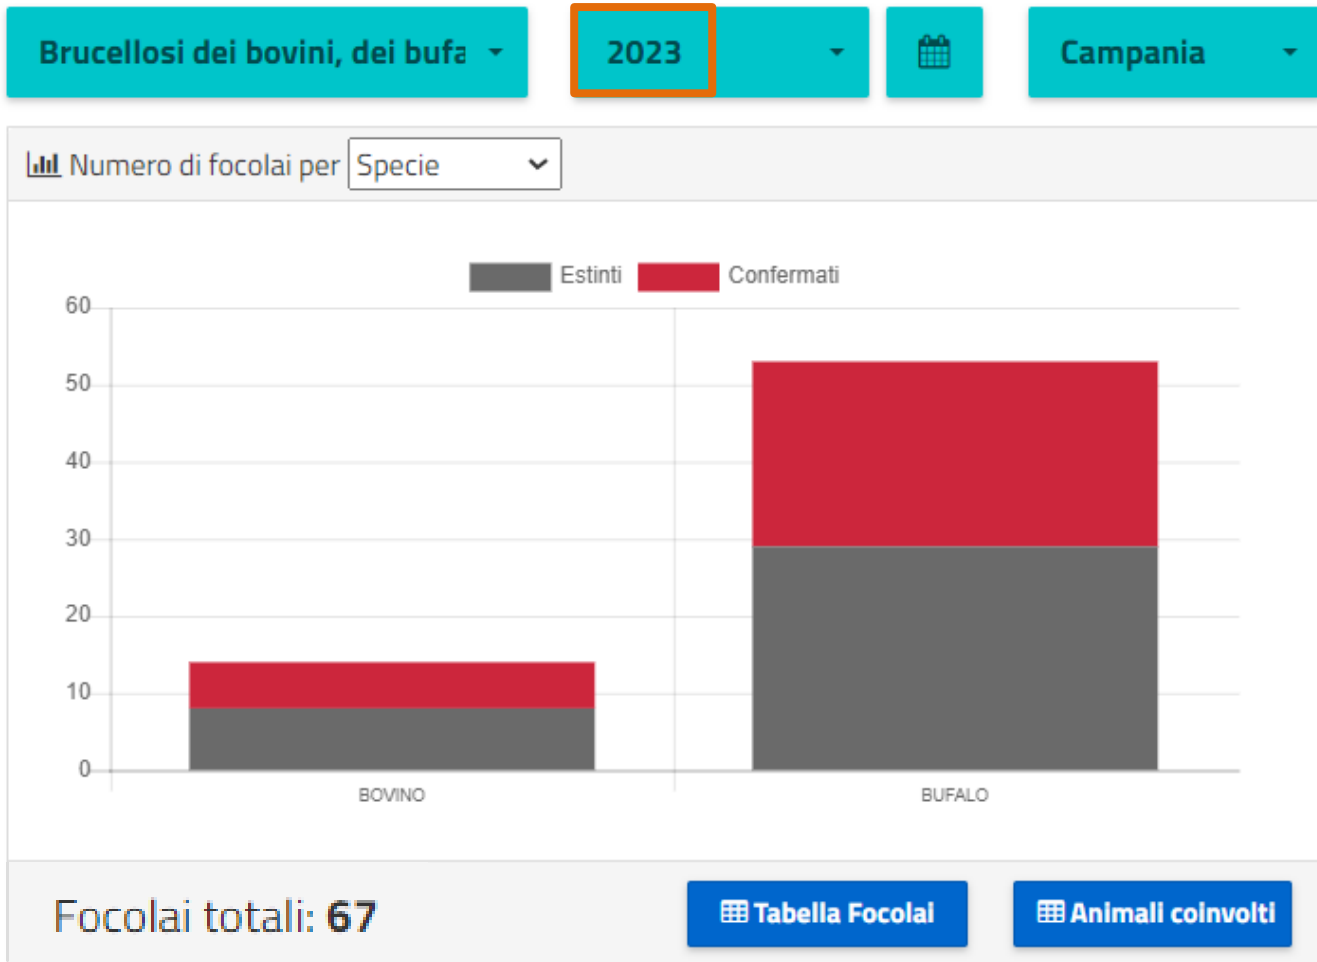 Brucellosi dei bovini, dei bufa
2023
Campania
Numero di focolai per Specie
Estinti Confermati
60
50
40
30
20
10
0
BOVINO BUFALO
Focolai totali: 67
Tabella Focolai
Animali coinvolti